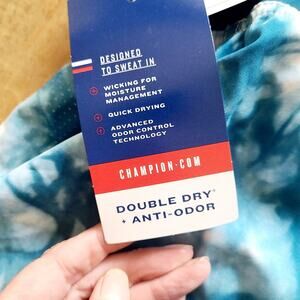 DESIGNED
TO SWEAT IN
WICKING FOR
MOISTURE
MANAGEMENT
QUICK DRYING
ADVANCED
ODOR CONTROL
TECHNOLOGY
CHAMPION.COM
DOUBLE DRY®
+ ANTI-ODOR